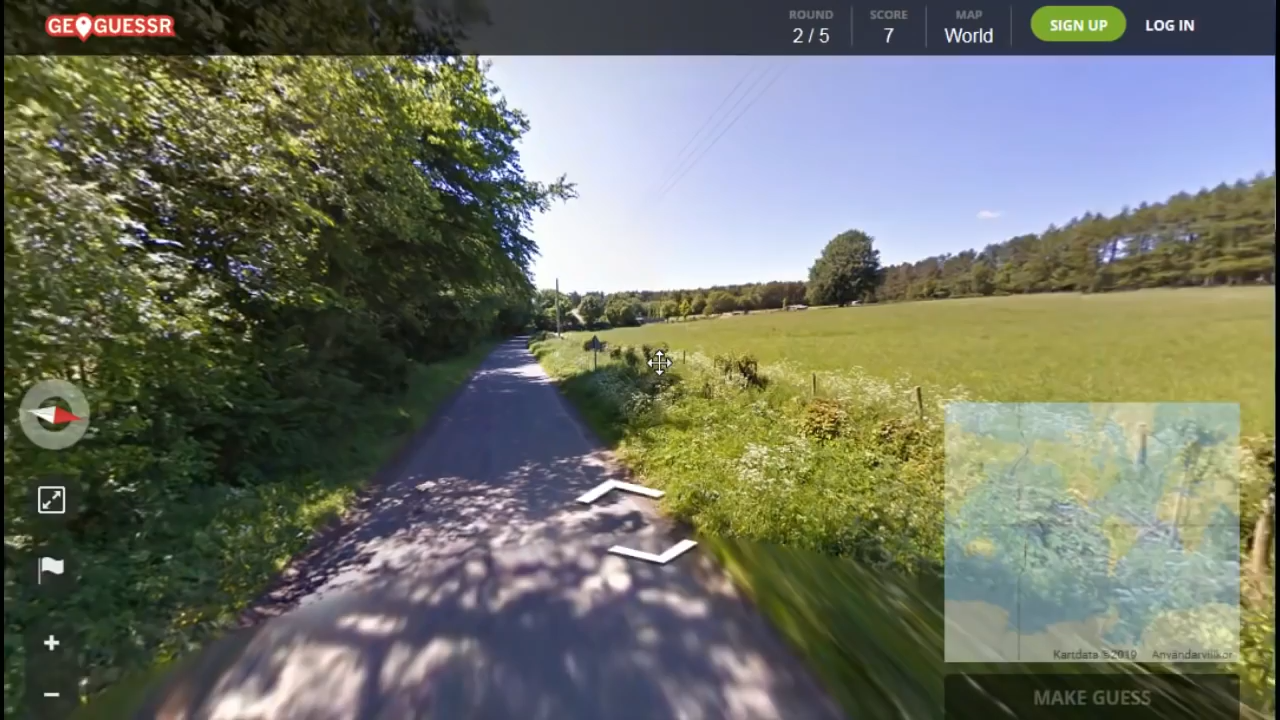 GEOGUESSR
ROUND
2 / 5
SCORE
7
MAP
World
SIGN UP
LOG IN
Kartdata ©2019 Användarvillkor
MAKE GUESS